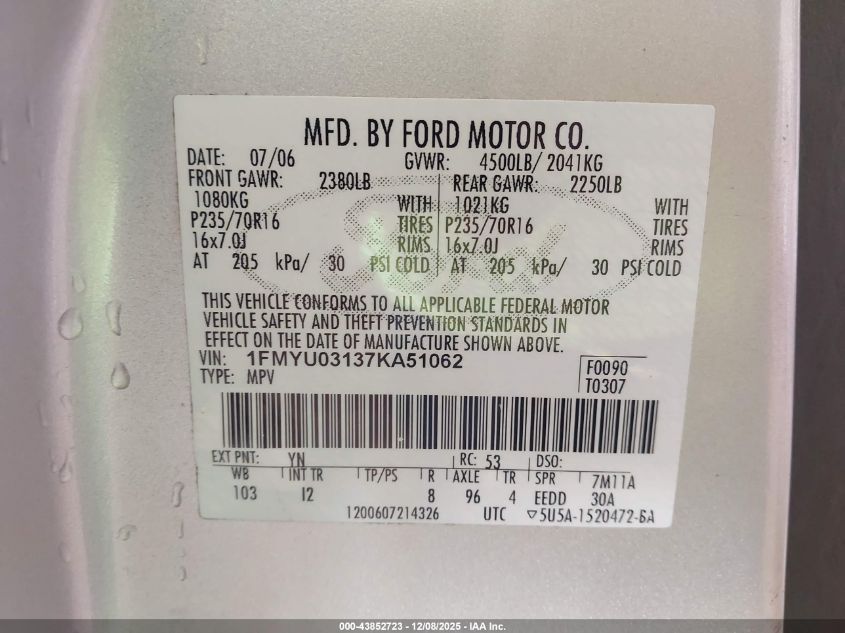 MFD. BY FORD MOTOR CO.
DATE: 07/06 GVWR: 4500LB/ 2041KG
FRONT GAWR: 2380LB REAR GAWR: 2250LB
1080KG WITH 1021KG WITH
P235/70R16 TIRES P235/70R16 TIRES
16x7.0J RIMS 16x7.0J RIMS
AT 205 kPa/ 30 PSI COLD AT 205 kPa/ 30 PSI COLD
THIS VEHICLE CONFORMS TO ALL APPLICABLE FEDERAL MOTOR
VEHICLE SAFETY AND THEFT PREVENTION STANDARDS IN
EFFECT ON THE DATE OF MANUFACTURE SHOWN ABOVE.
VIN: 1FMYU03137KA51062
TYPE: MPV
F0090
T0307
EXT PNT: YN RC: 53 DSO:
WB INT TR TP/PS R AXLE TR SPR 7M11A
103 I2 8 96 4 EEDD 30A
1200607214326 UTC ▽5U5A-1520472-BA
Ford
000-43852723 - 12/08/2025 - IAA Inc.